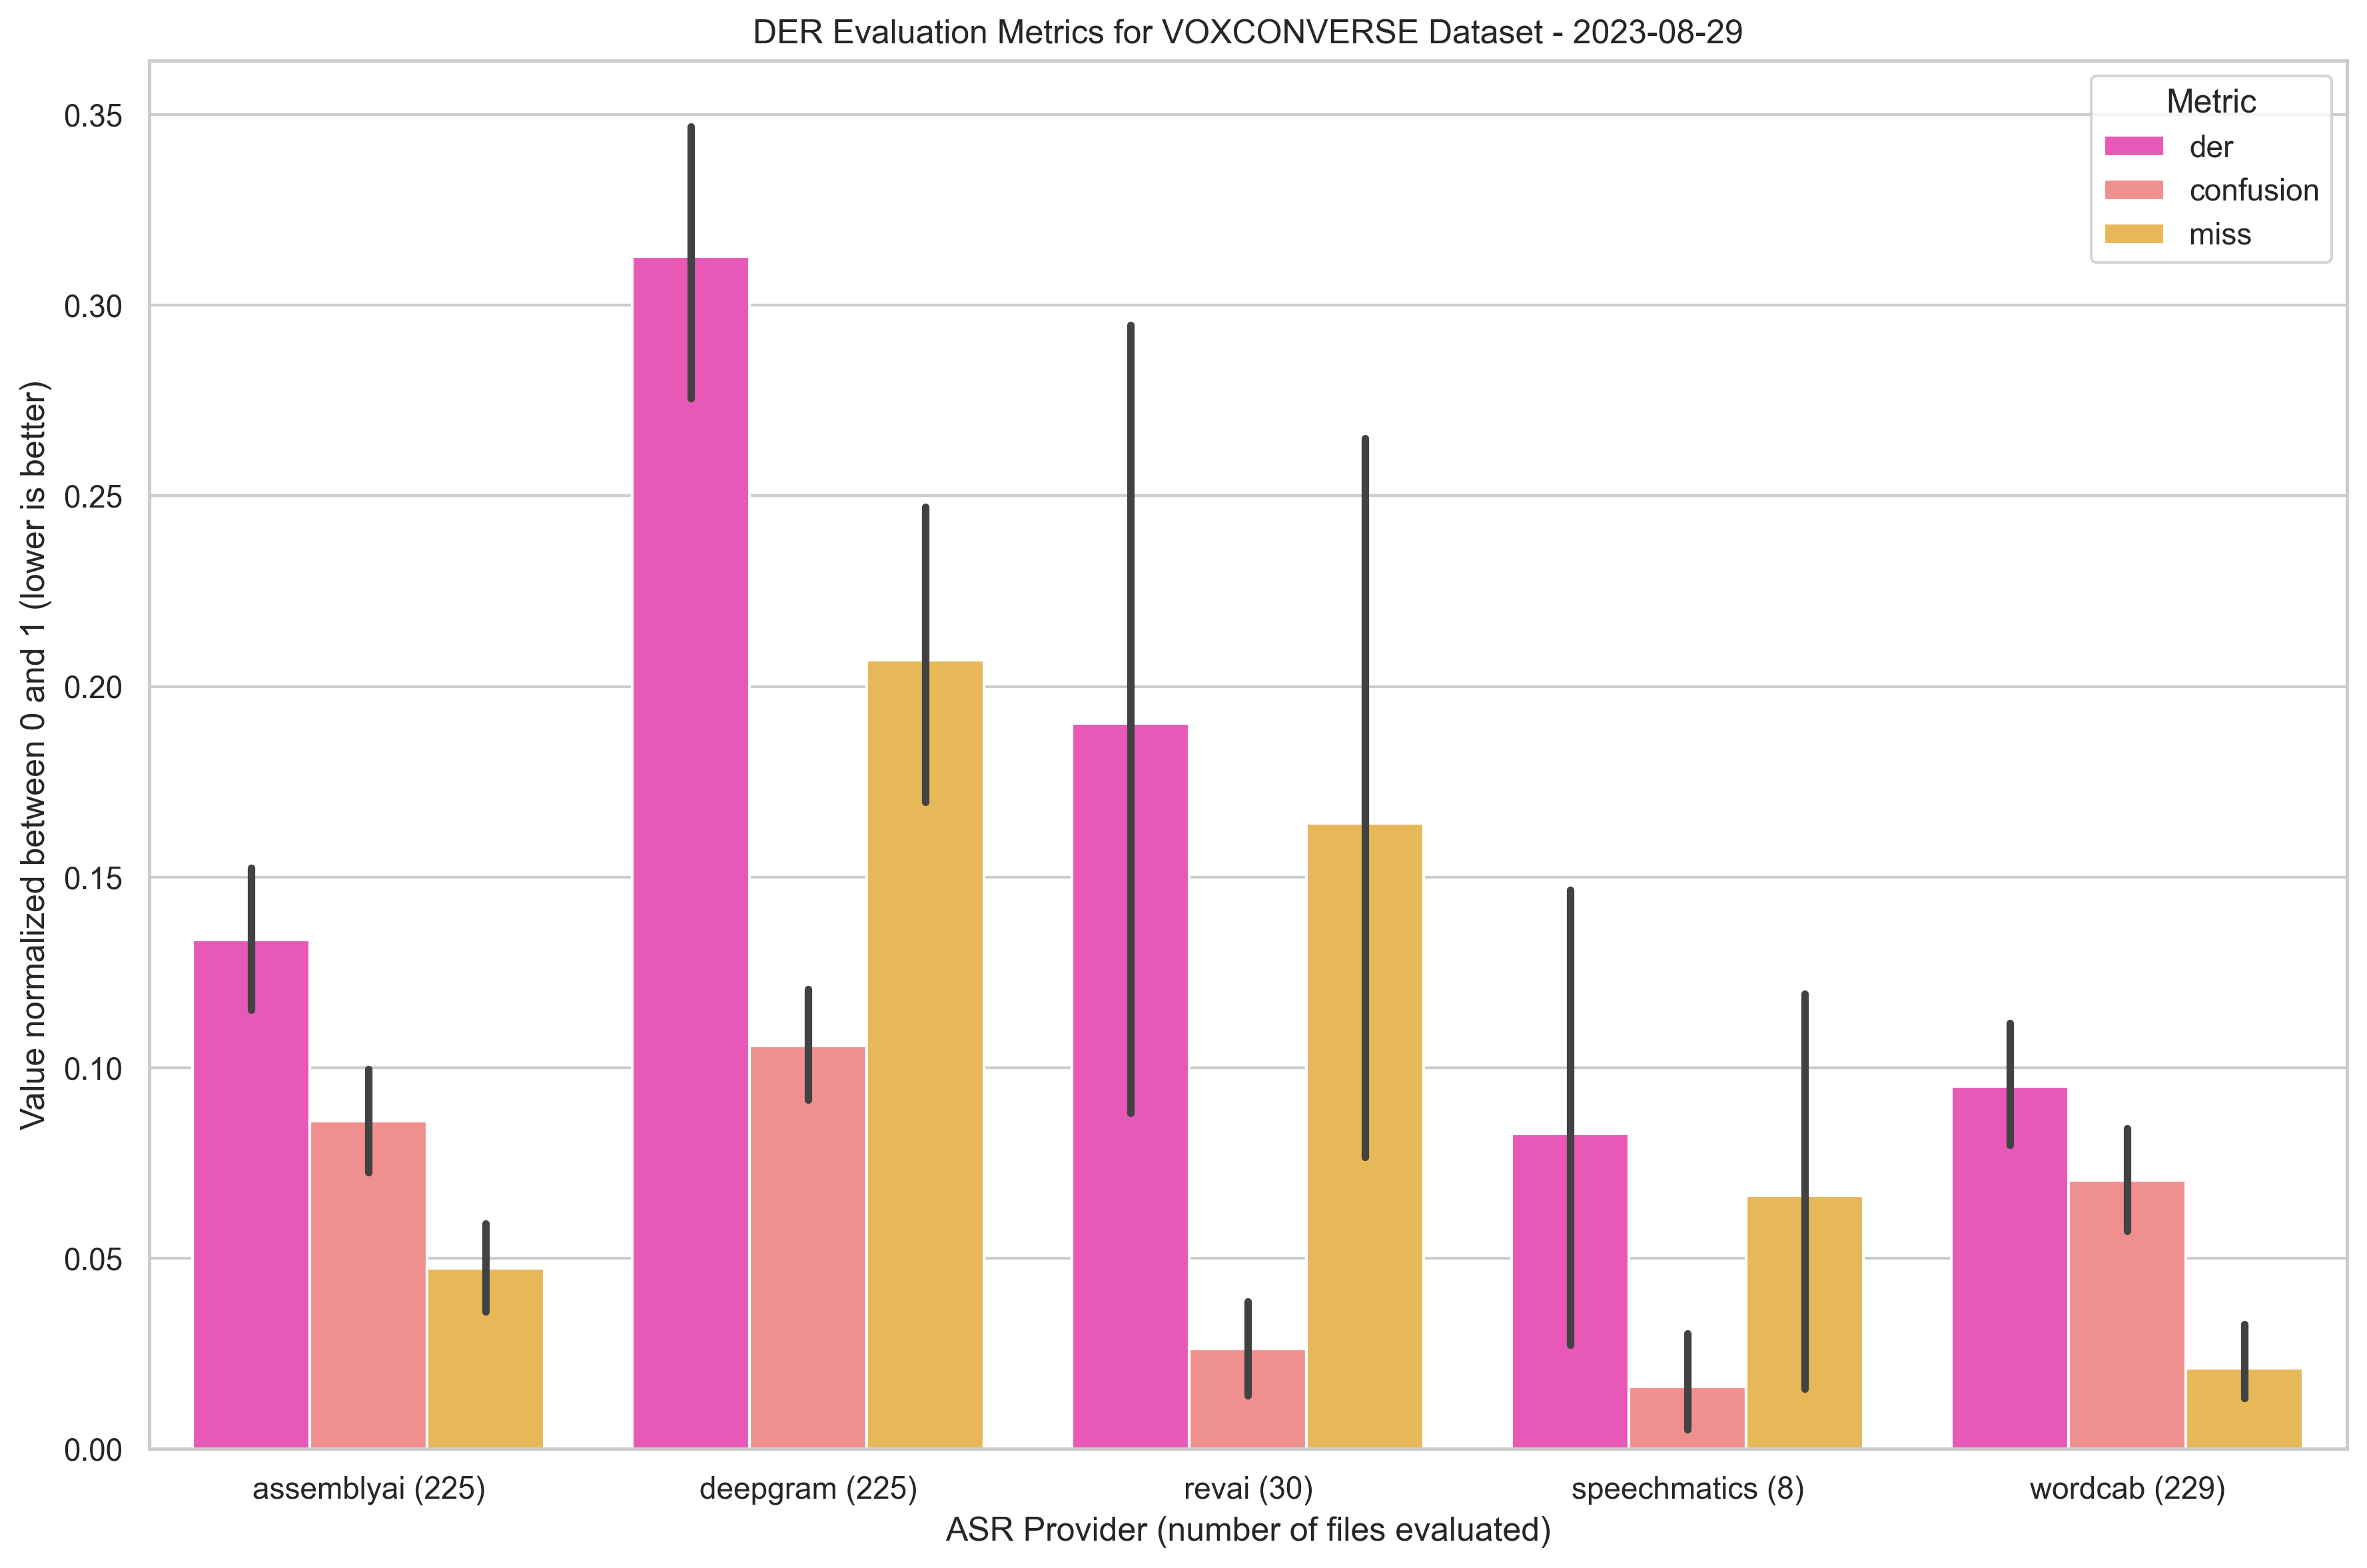 DER Evaluation Metrics for VOXCONVERSE Dataset - 2023-08-29
Value normalized between 0 and 1 (lower is better)
0.35
0.30
0.25
0.20
0.15
0.10
0.05
0.00
Metric
der
confusion
miss
assemblyai (225)
deepgram (225)
revai (30)
speechmatics (8)
wordcab (229)
ASR Provider (number of files evaluated)